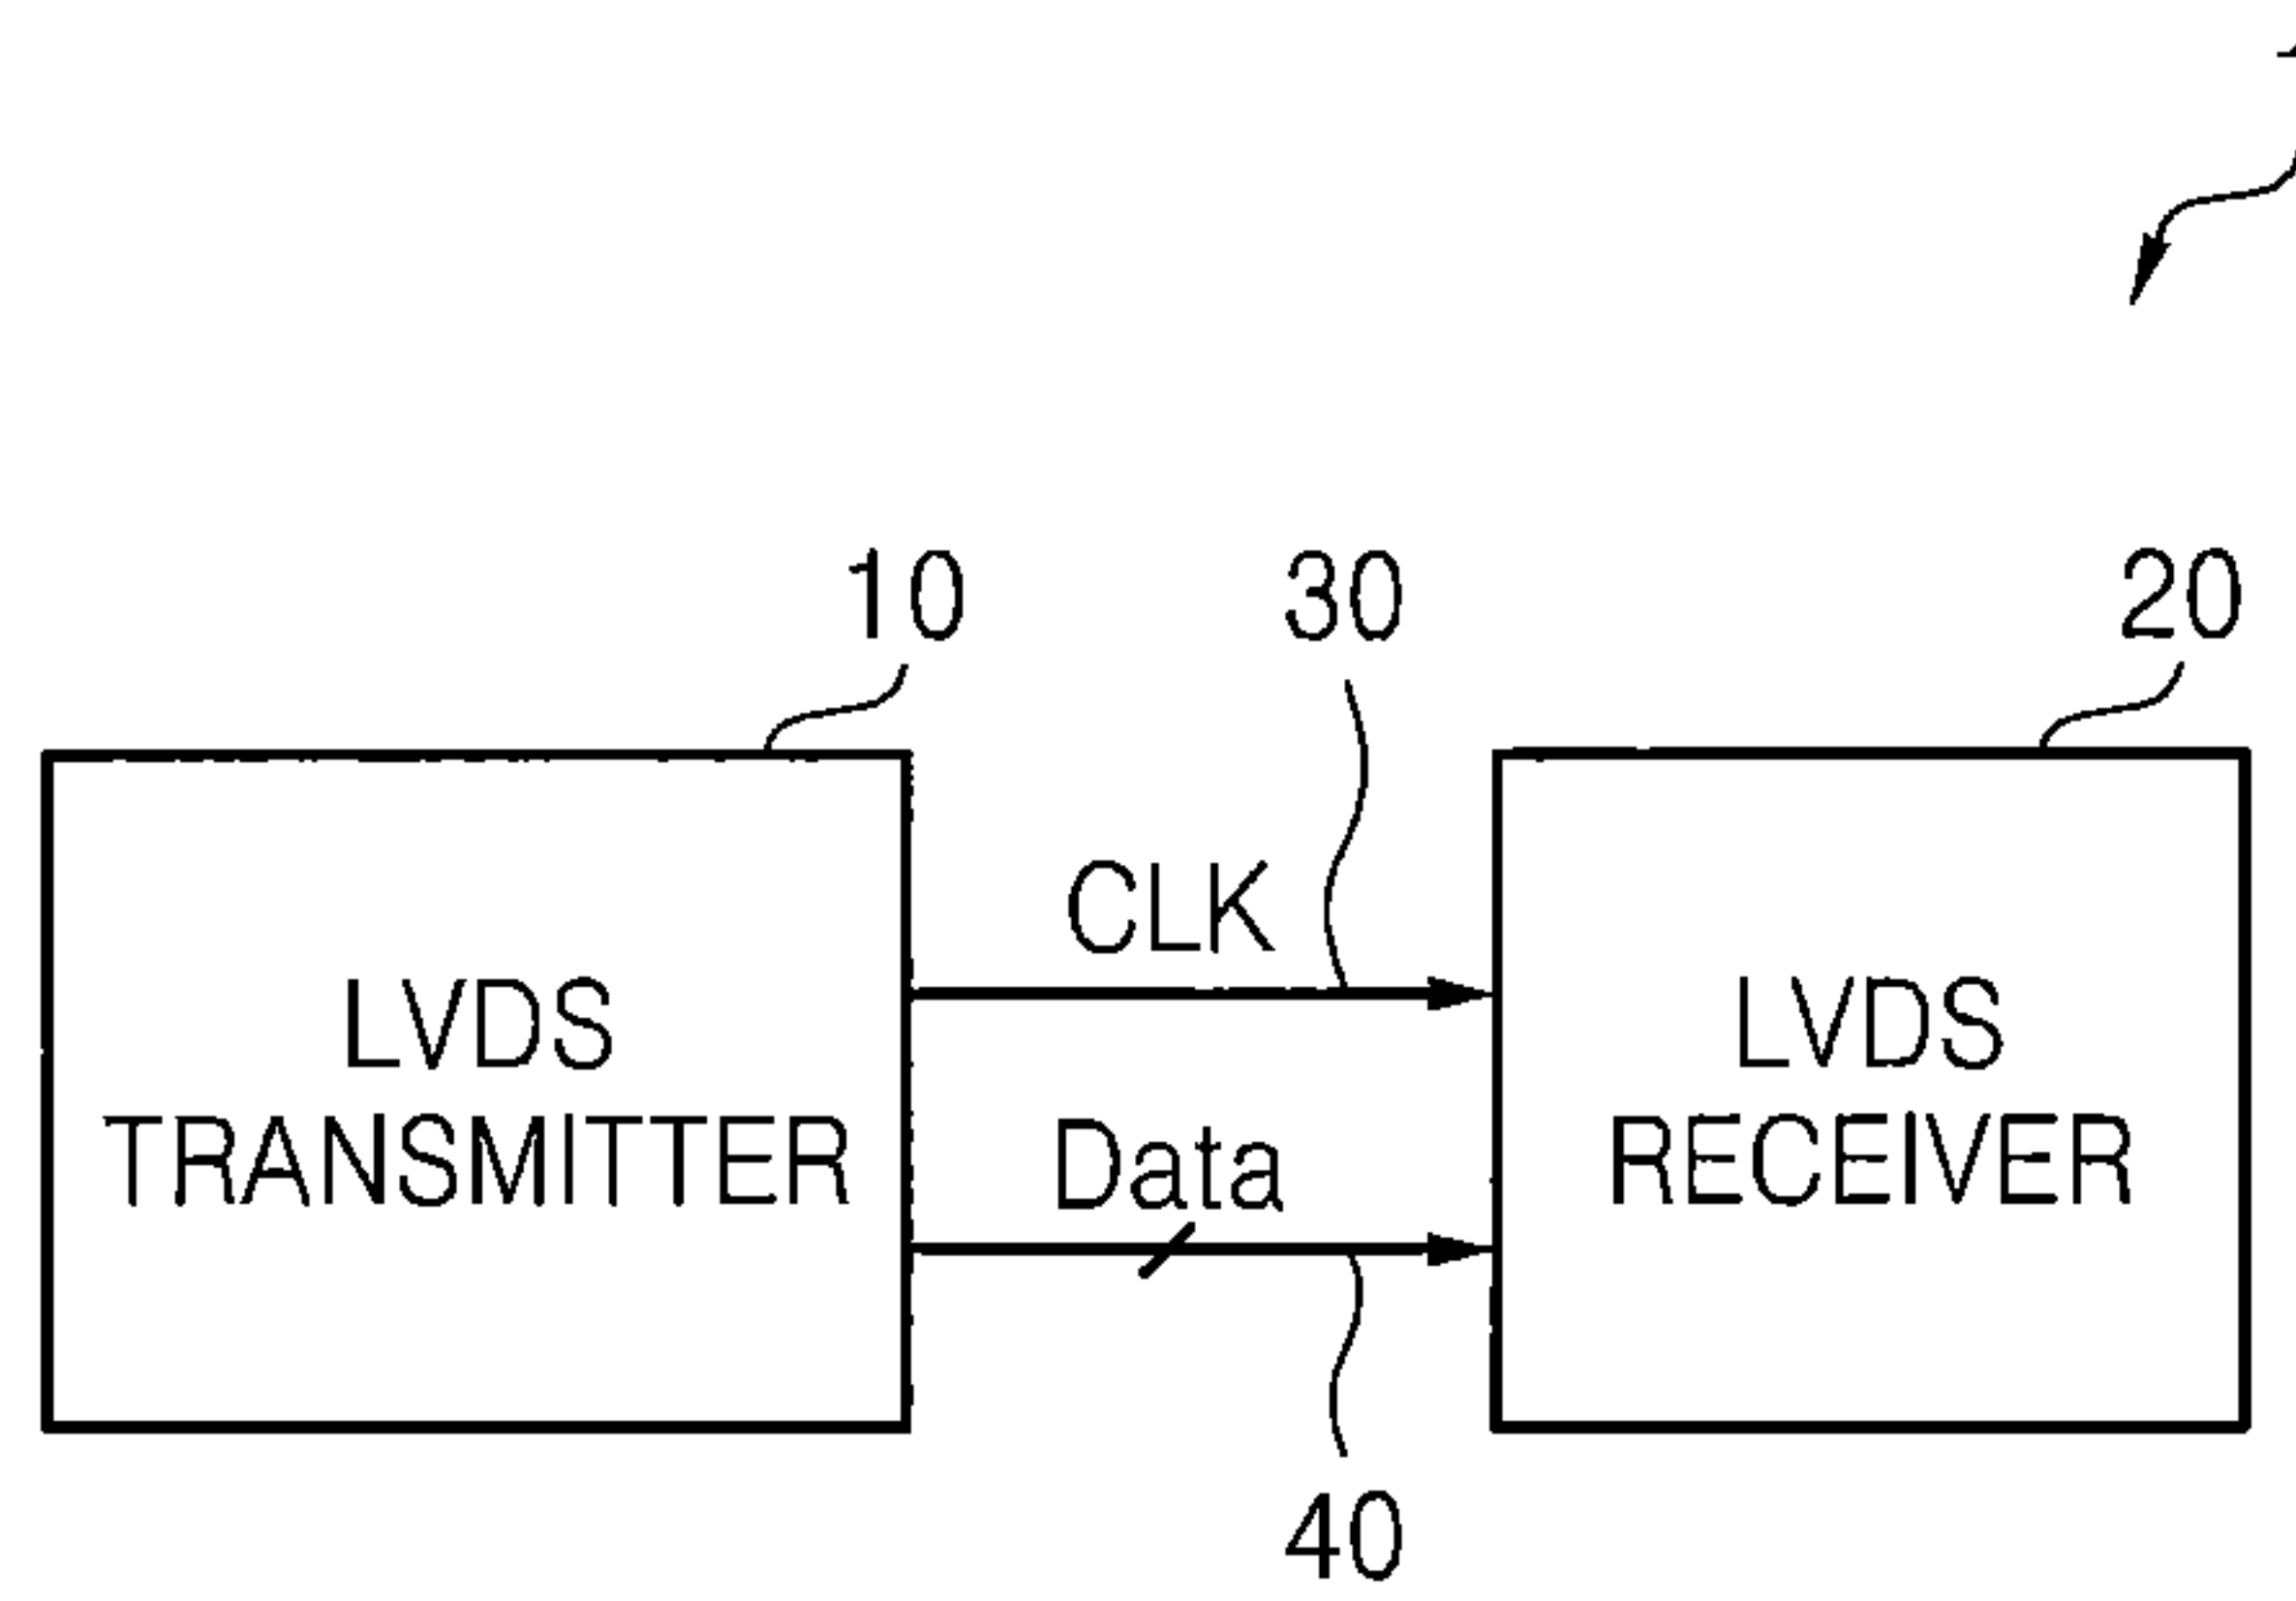 10
30
20
CLK
LVDS
TRANSMITTER
Data
LVDS
RECEIVER
40